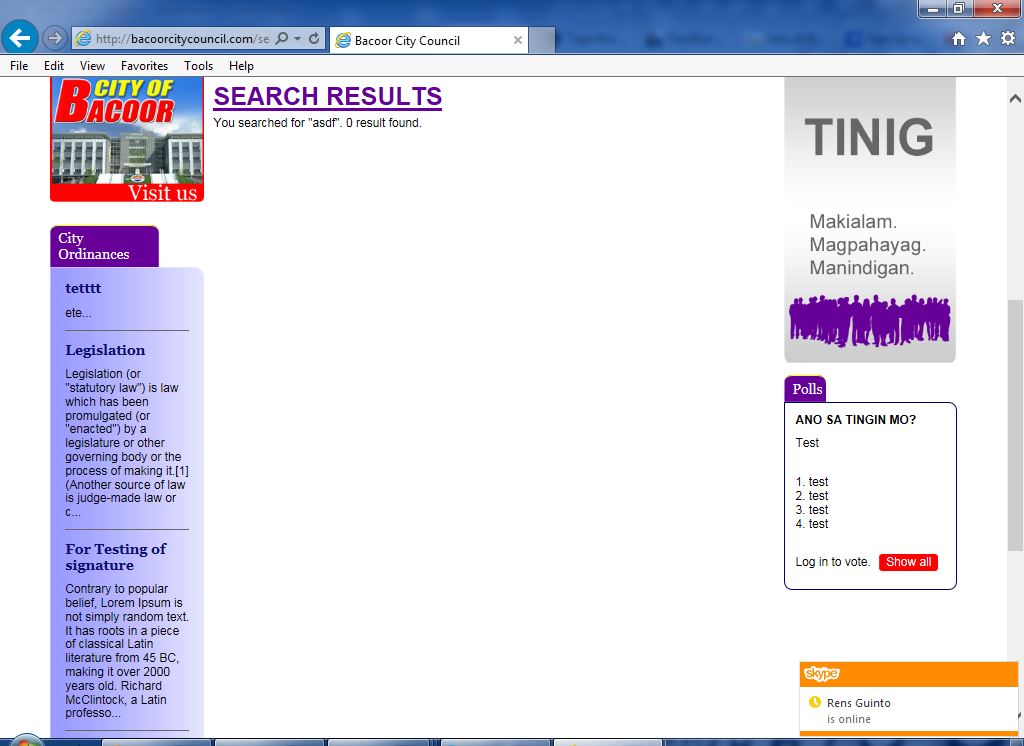 http://bacoorcitycouncil.com/se
Bacoor City Council
File Edit View Favorites Tools Help
CITY OF
BACOOR
Visit us
SEARCH RESULTS
You searched for "asdf". 0 result found.
City
Ordinances
tetttt
ete...
Legislation
Legislation (or
"statutory law") is law
which has been
promulgated (or
"enacted") by a
legislature or other
governing body or the
process of making it.[1]
(Another source of law
is judge-made law or
c...
For Testing of
signature
Contrary to popular
belief, Lorem Ipsum is
not simply random text.
It has roots in a piece
of classical Latin
literature from 45 BC,
making it over 2000
years old. Richard
McClintock, a Latin
professo...
TINIG
Makialam.
Magpahayag.
Manindigan.
Polls
ANO SA TINGIN MO?
Test
1. test
2. test
3. test
4. test
Log in to vote. Show all
skype
Rens Guinto
is online